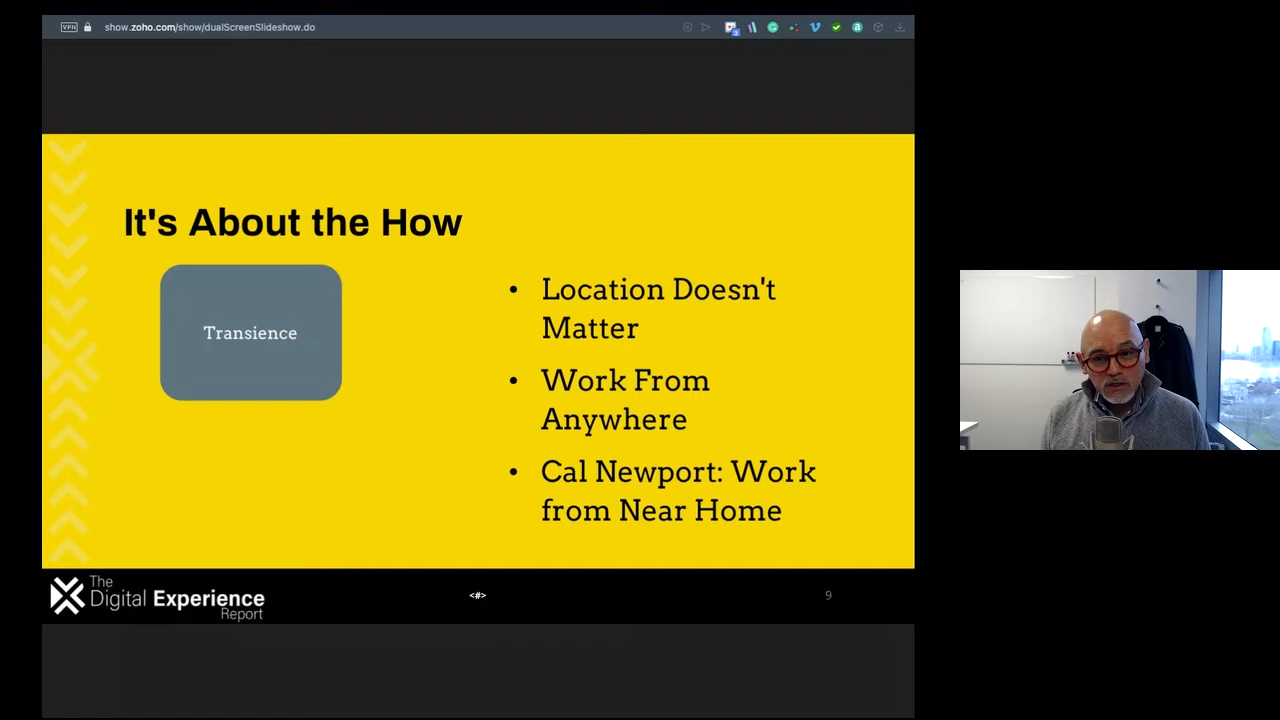 VPN
show.zoho.com/show/dualScreenSlideshow.do
It's About the How
Transience
• Location Doesn't
Matter
• Work From
Anywhere
• Cal Newport: Work
from Near Home
The
Digital Experience
Report
<#>
9